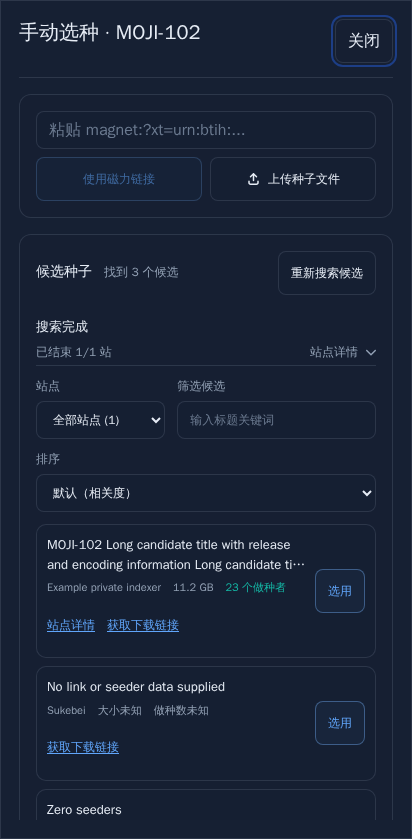 手动选种 · MOJI-102
关闭
粘贴 magnet:?xt=urn:btih:...
使用磁力链接
上传种子文件
候选种子 找到 3 个候选
重新搜索候选
搜索完成
已结束 1/1 站
站点详情
站点
筛选候选
全部站点 (1)
输入标题关键词
排序
默认（相关度）
MOJI-102 Long candidate title with release
and encoding information Long candidate ti…
Example private indexer 11.2 GB 23 个做种者
选用
站点详情 获取下载链接
No link or seeder data supplied
Sukebei 大小未知 做种数未知
选用
获取下载链接
Zero seeders